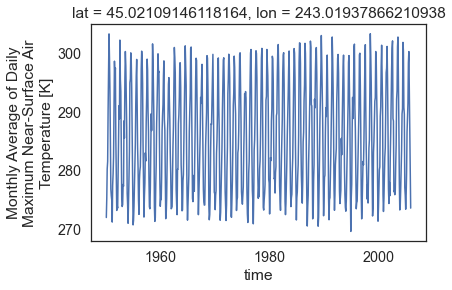 lat = 45.02109146118164, lon = 243.01937866210938
Monthly Average of Daily
Maximum Near-Surface Air
Temperature [K]
300
290
280
270
1960
1980
2000
time